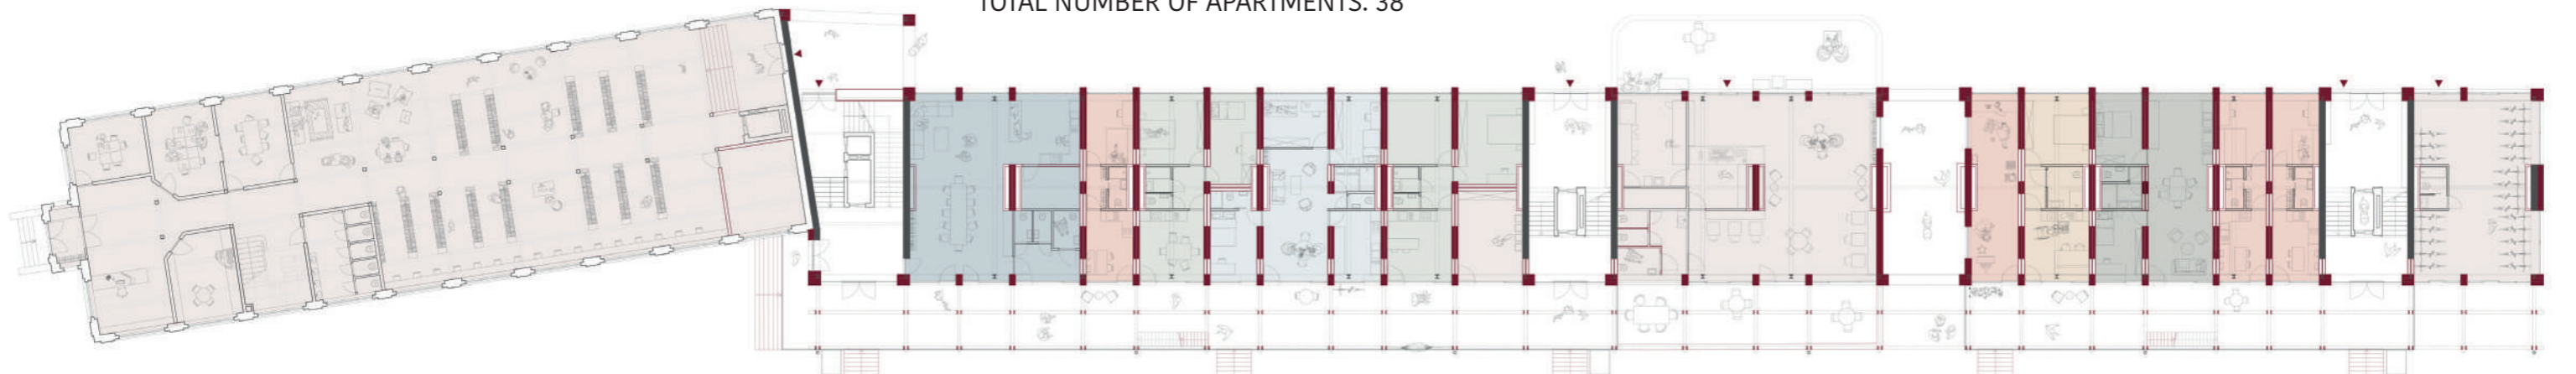 TOTAL NUMBER OF APARTMENTS: 38